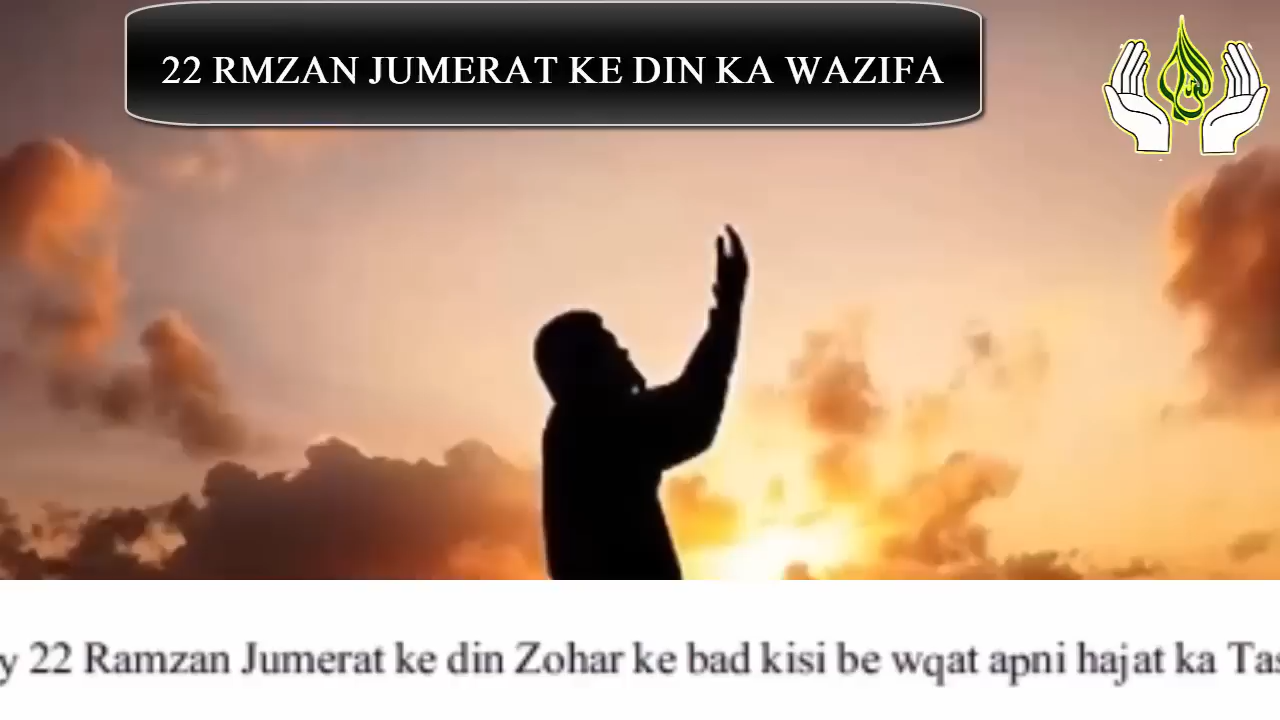 22 RMZAN JUMERAT KE DIN KA WAZIFA
y 22 Ramzan Jumerat ke din Zohar ke bad kisi be wqat apni hajat ka Tas